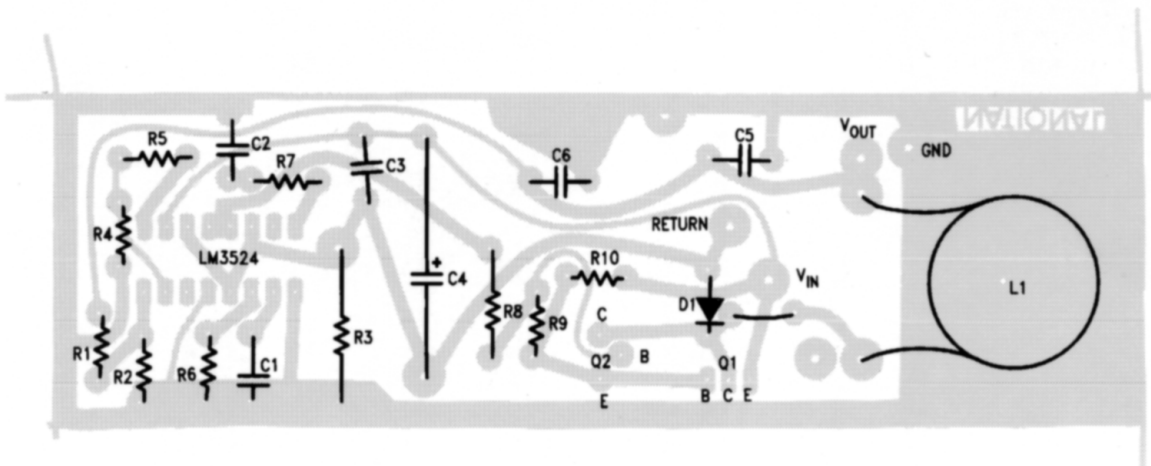 NATIONAL
R5
C2
R7
C3
C6
C5
VOUT
GND
R4
LM3524
RETURN
+
C4
R10
VIN
L1
D1
R1
R2
R6
C1
R3
R8
R9
C
Q2
B
Q1
E
B C E